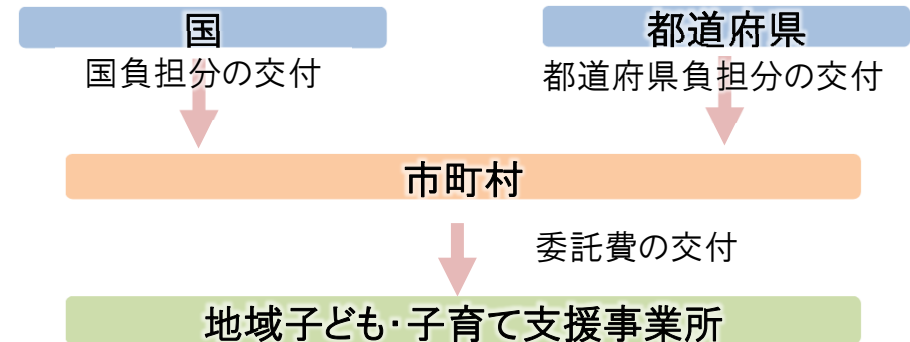 国
都道府県
国負担分の交付
都道府県負担分の交付
市町村
委託費の交付
地域子ども・子育て支援事業所